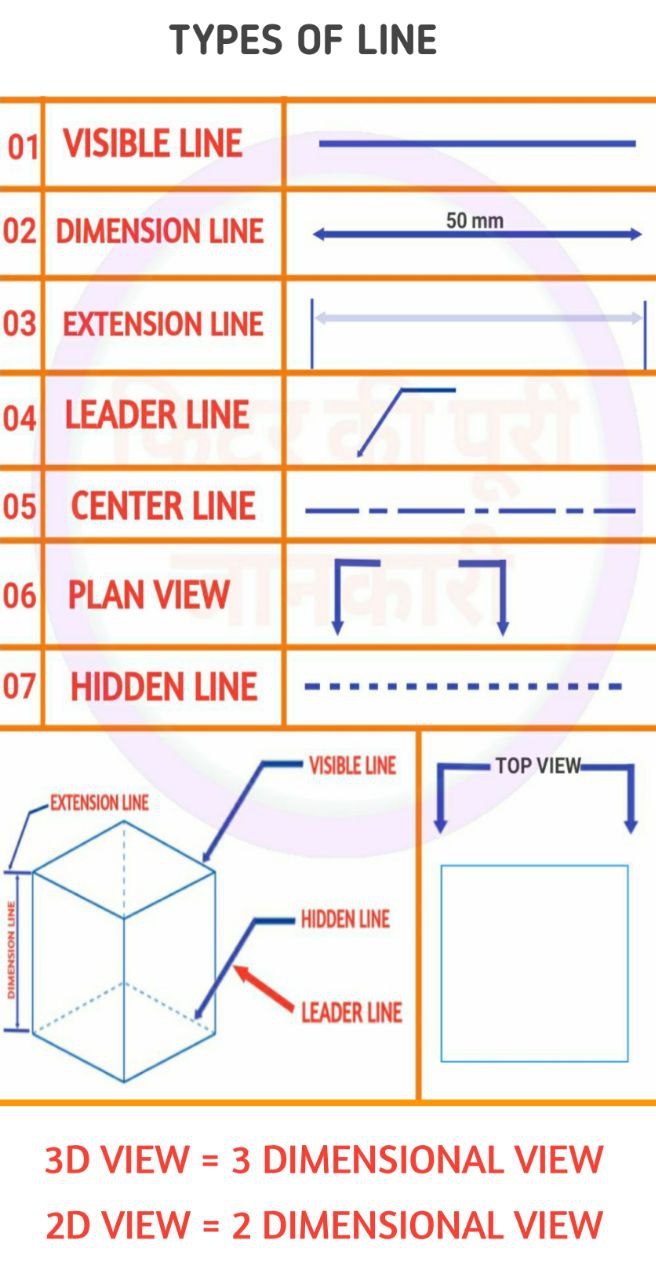 TYPES OF LINE
01 VISIBLE LINE
02 DIMENSION LINE 50 mm
03 EXTENSION LINE
04 LEADER LINE
05 CENTER LINE
06 PLAN VIEW
07 HIDDEN LINE
फिटर की पूरी
जानकारी
VISIBLE LINE
EXTENSION LINE
DIMENSION LINE
HIDDEN LINE
LEADER LINE
TOP VIEW
3D VIEW = 3 DIMENSIONAL VIEW
2D VIEW = 2 DIMENSIONAL VIEW